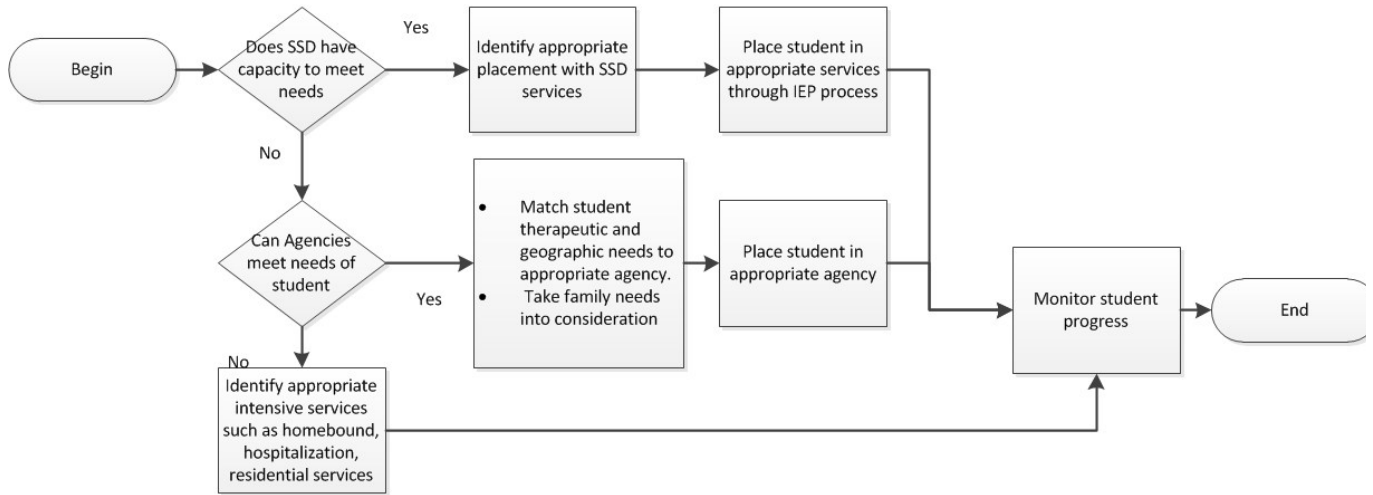 Begin
Does SSD have
capacity to meet
needs
Yes
Identify appropriate
placement with SSD
services
Place student in
appropriate services
through IEP process
No
Can Agencies
meet needs of
student
Yes
• Match student
therapeutic and
geographic needs to
appropriate agency.
• Take family needs
into consideration
Place student in
appropriate agency
Monitor student
progress
End
No
Identify appropriate
intensive services
such as homebound,
hospitalization,
residential services